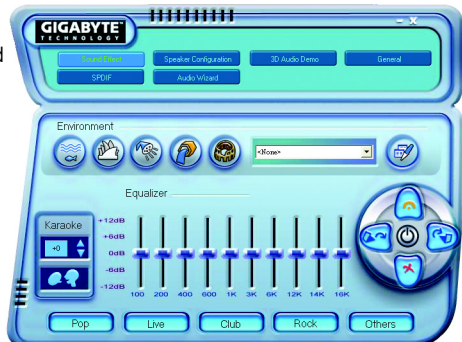 GIGABYTE™
TECHNOLOGY
d
Sound Effect Speaker Configuration 3D Audio Demo General
SPDIF Audio Wizard
Environment
<None>
Equalizer
Karaoke
+0
+12dB
+6dB
0dB
-6dB
-12dB
100 200 400 600 1K 3K 6K 12K 14K 16K
Pop Live Club Rock Others